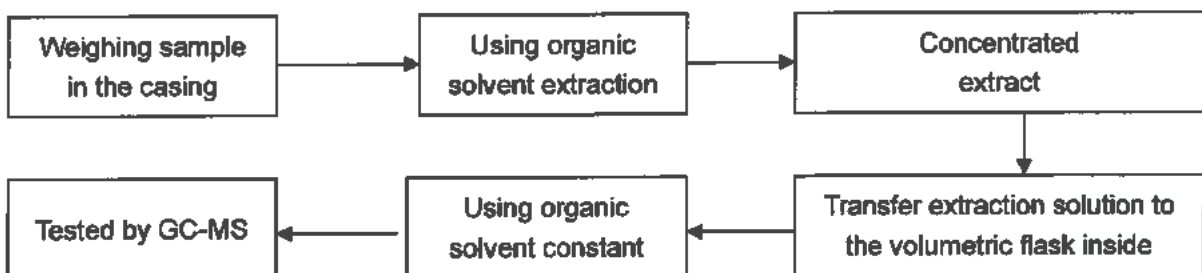 Weighing sample
in the casing
Using organic
solvent extraction
Concentrated
extract
Transfer extraction solution to
the volumetric flask inside
Using organic
solvent constant
Tested by GC-MS